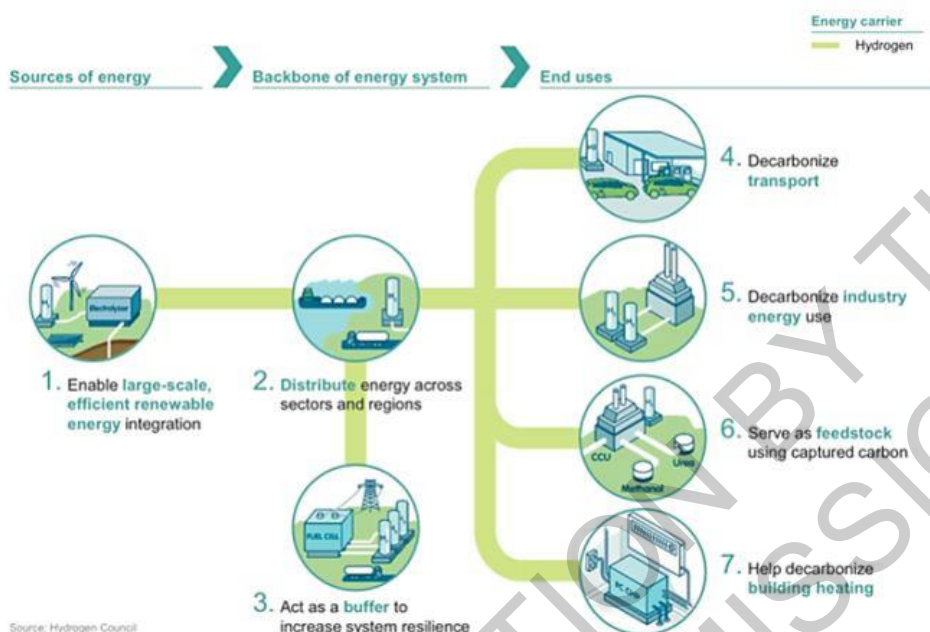 Energy carrier
Hydrogen
Sources of energy
Backbone of energy system
End uses
4. Decarbonize
transport
Electrolyser
5. Decarbonize industry
energy use
1. Enable large-scale,
efficient renewable
energy integration
2. Distribute energy across
sectors and regions
CCU
Urea
Methanol
6. Serve as feedstock
using captured carbon
FUEL CELL
7. Help decarbonize
building heating
3. Act as a buffer to
increase system resilience
Source: Hydrogen Council